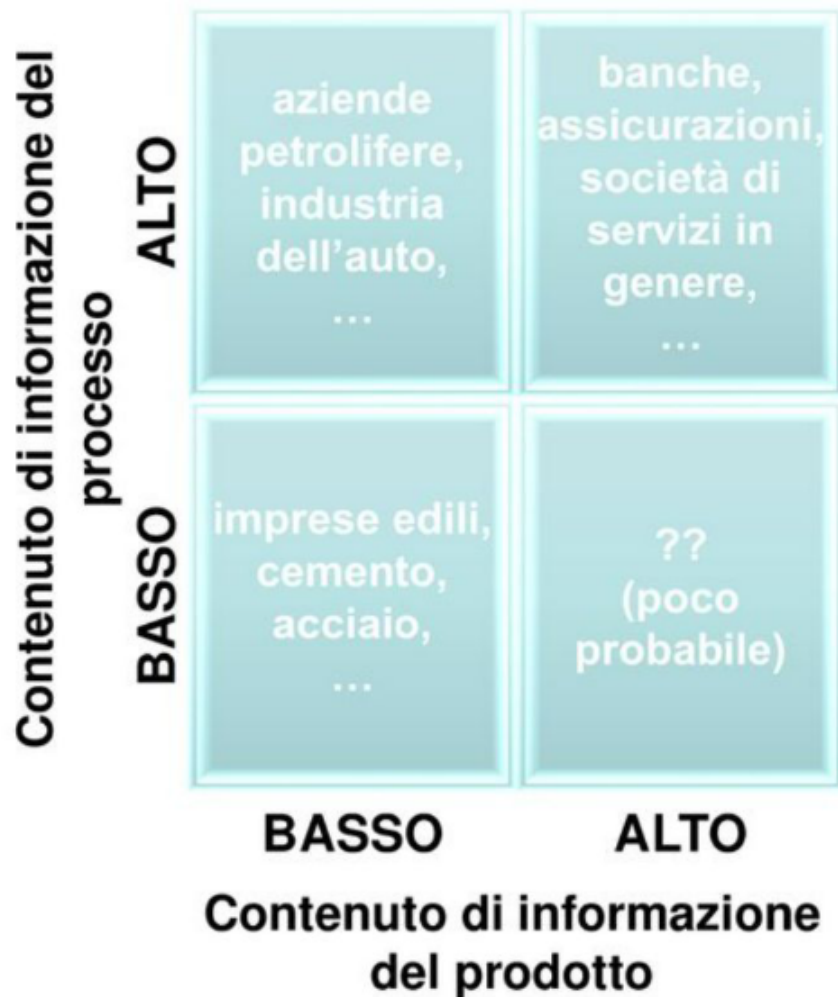 Contenuto di informazione del
processo
ALTO
aziende
petrolifere,
industria
dell'auto,
...
banche,
assicurazioni,
società di
servizi in
genere,
...
BASSO
imprese edili,
cemento,
acciaio,
...
??
(poco
probabile)
BASSO
ALTO
Contenuto di informazione
del prodotto